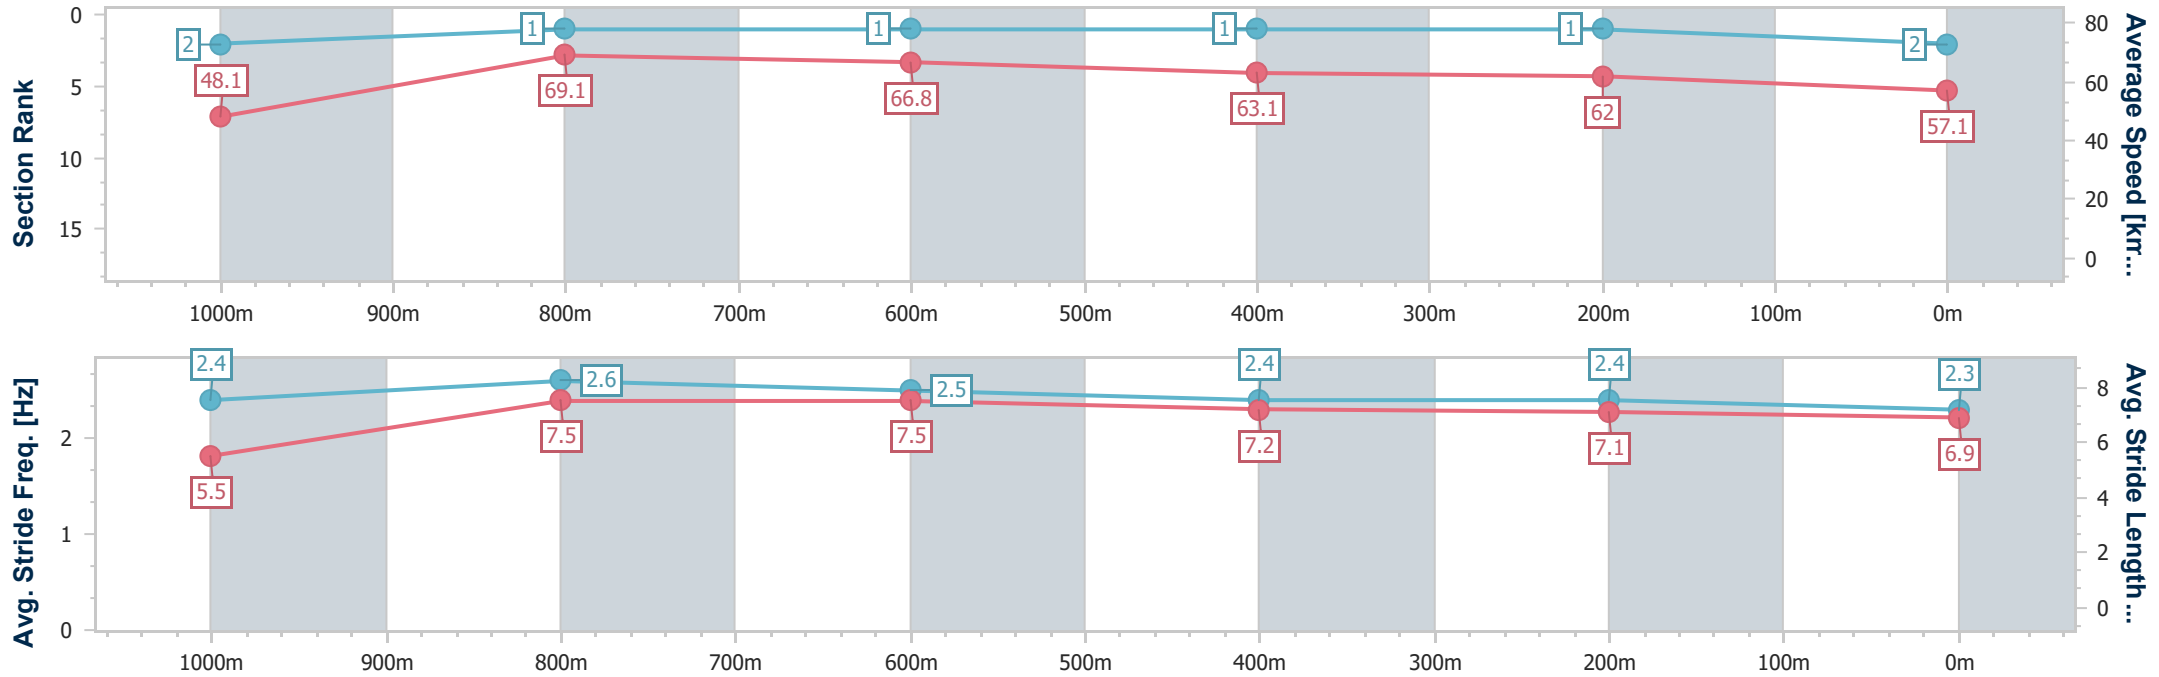 Section Rank
0
5
10
15
2
1
1
1
1
2
48.1
69.1
66.8
63.1
62
57.1
80
60
40
20
0
Average Speed [km...
1000m
900m
800m
700m
600m
500m
400m
300m
200m
100m
0m
Avg. Stride Freq. [Hz]
2
1
0
2.4
2.6
2.5
2.4
2.4
2.3
5.5
7.5
7.5
7.2
7.1
6.9
8
6
4
2
0
Avg. Stride Length...
1000m
900m
800m
700m
600m
500m
400m
300m
200m
100m
0m